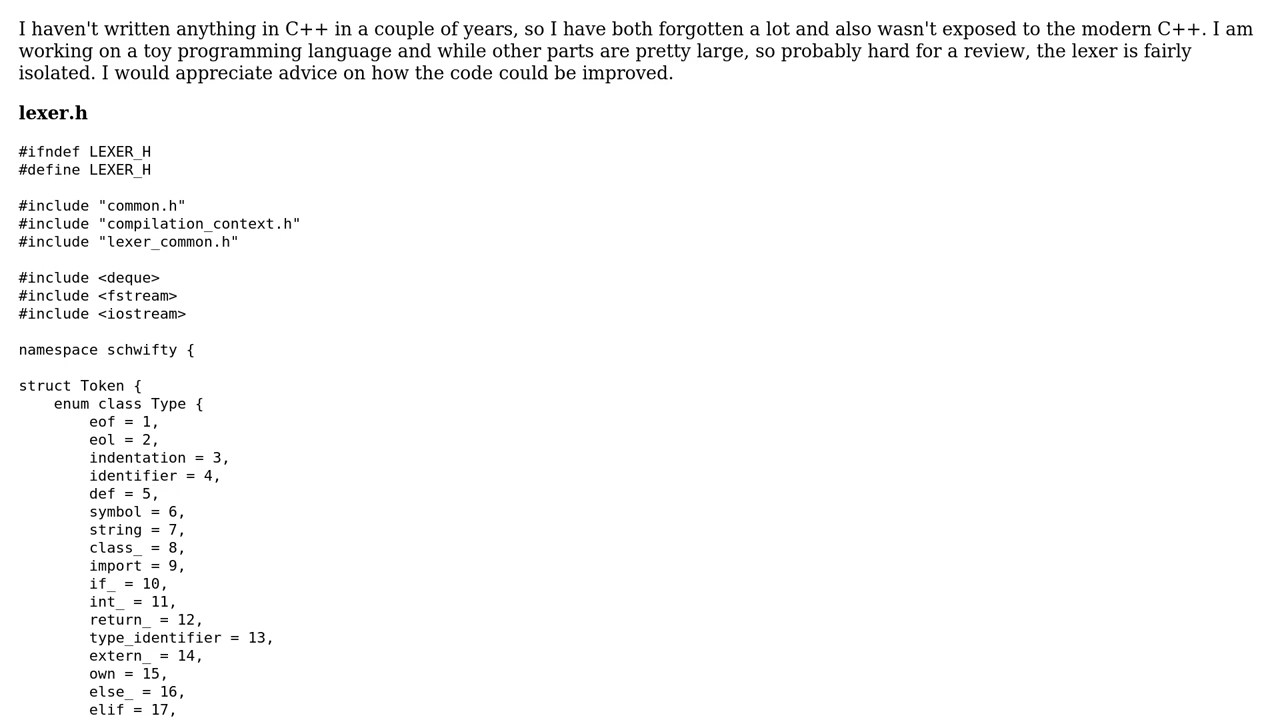 I haven't written anything in C++ in a couple of years, so I have both forgotten a lot and also wasn't exposed to the modern C++. I am
working on a toy programming language and while other parts are pretty large, so probably hard for a review, the lexer is fairly
isolated. I would appreciate advice on how the code could be improved.
lexer.h
#ifndef LEXER_H
#define LEXER_H
#include "common.h"
#include "compilation_context.h"
#include "lexer_common.h"
#include <deque>
#include <fstream>
#include <iostream>
namespace schwifty {
struct Token {
    enum class Type {
        eof = 1,
        eol = 2,
        indentation = 3,
        identifier = 4,
        def = 5,
        symbol = 6,
        string = 7,
        class_ = 8,
        import = 9,
        if_ = 10,
        int_ = 11,
        return_ = 12,
        type_identifier = 13,
        extern_ = 14,
        own = 15,
        else_ = 16,
        elif = 17,